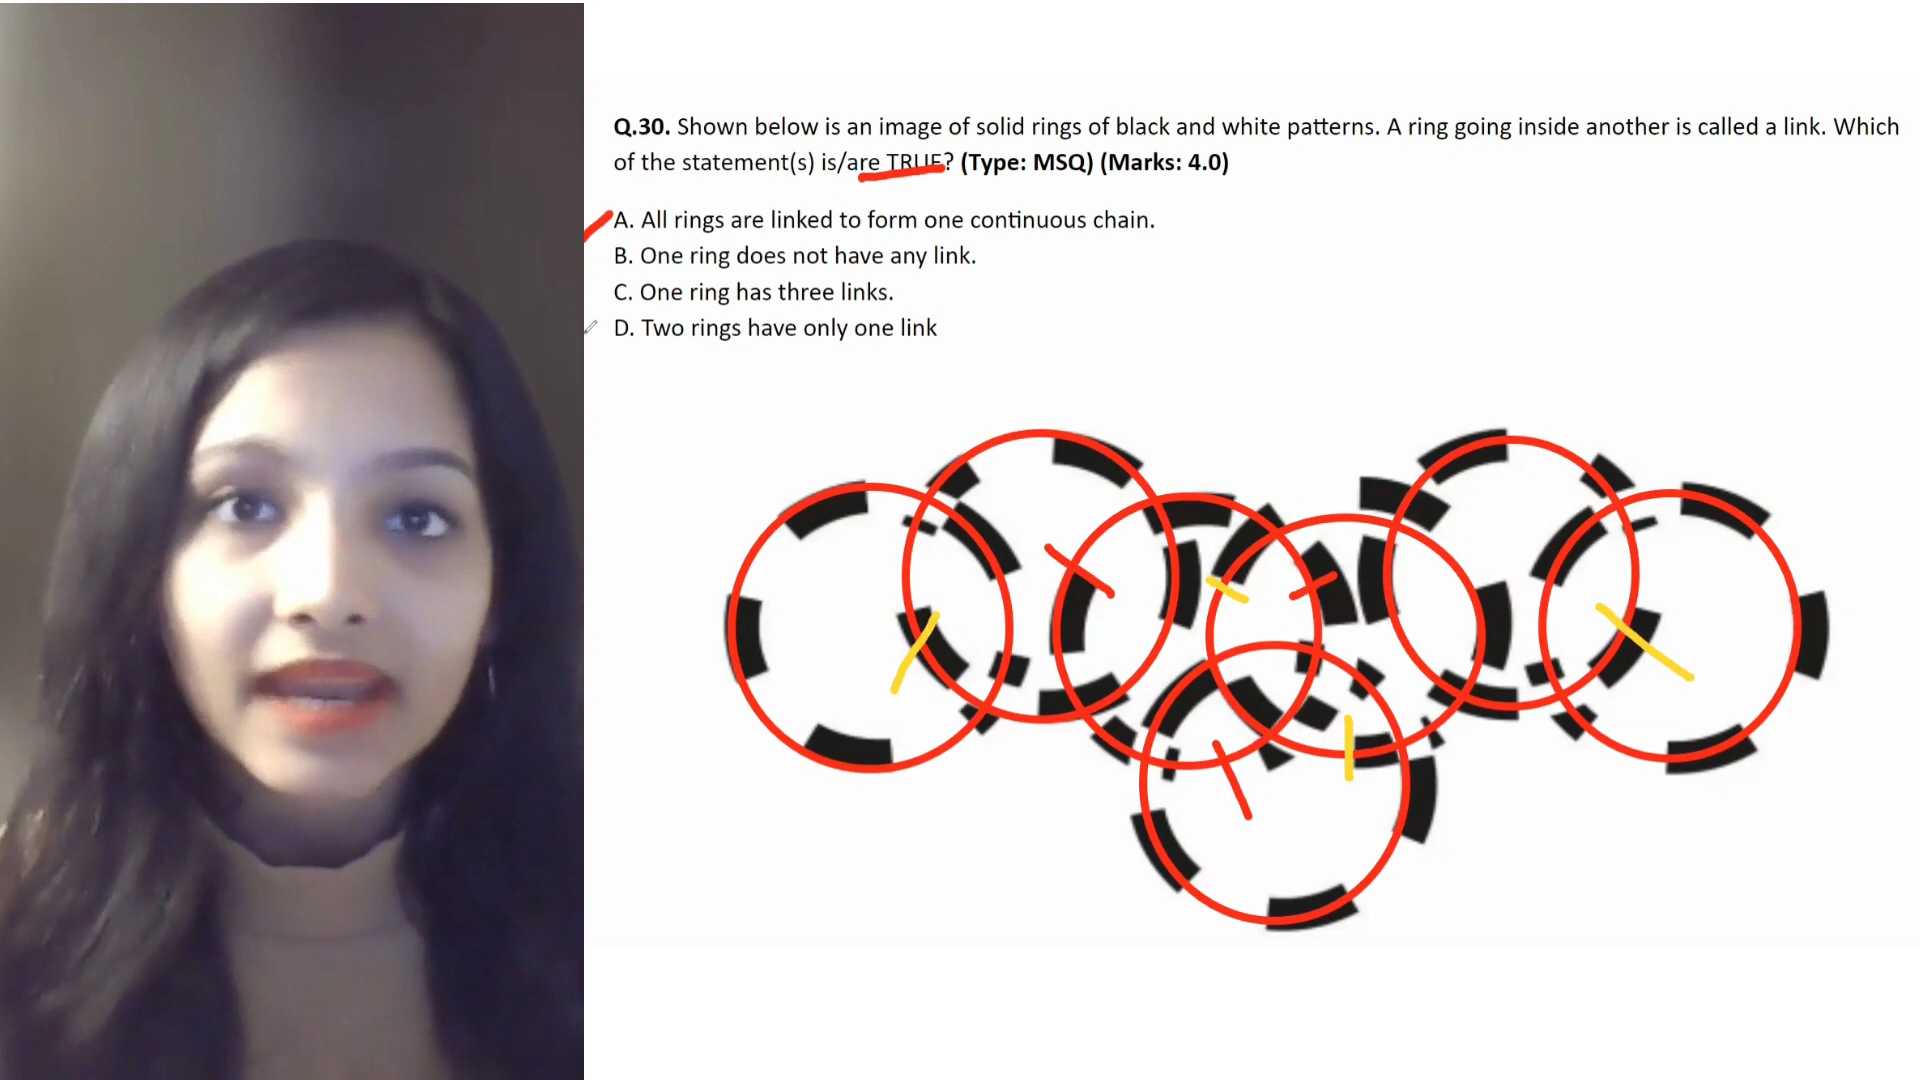 Q.30. Shown below is an image of solid rings of black and white patterns. A ring going inside another is called a link. Which
of the statement(s) is/are TRUE? (Type: MSQ) (Marks: 4.0)
A. All rings are linked to form one continuous chain.
B. One ring does not have any link.
C. One ring has three links.
D. Two rings have only one link